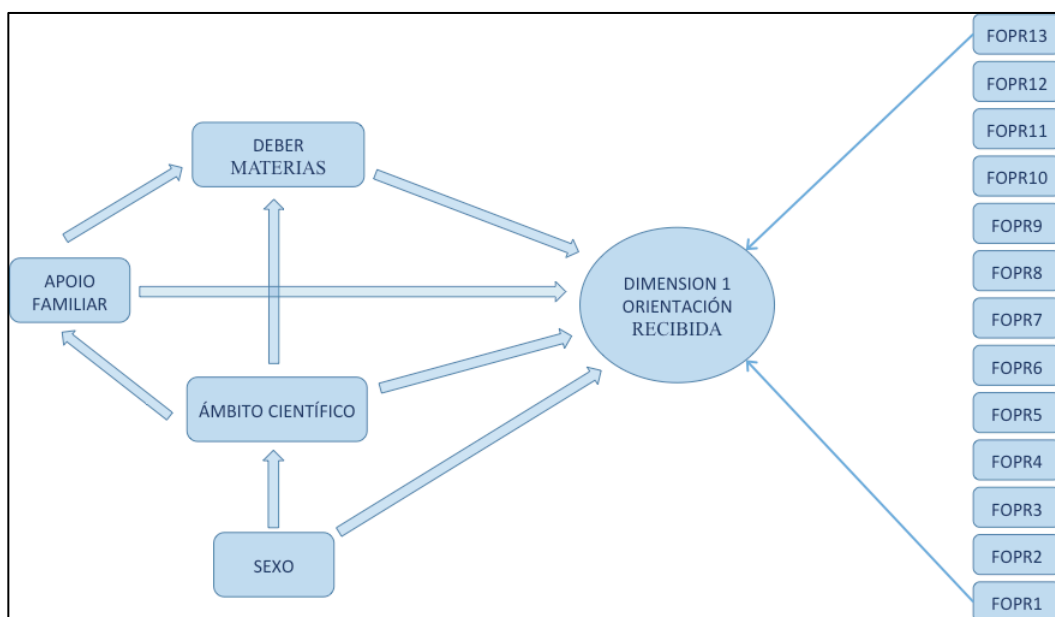 DEBER
MATERIAS
APOIO
FAMILIAR
DIMENSION 1
ORIENTACIÓN
RECIBIDA
ÁMBITO CIENTÍFICO
SEXO
FOPR13
FOPR12
FOPR11
FOPR10
FOPR9
FOPR8
FOPR7
FOPR6
FOPR5
FOPR4
FOPR3
FOPR2
FOPR1